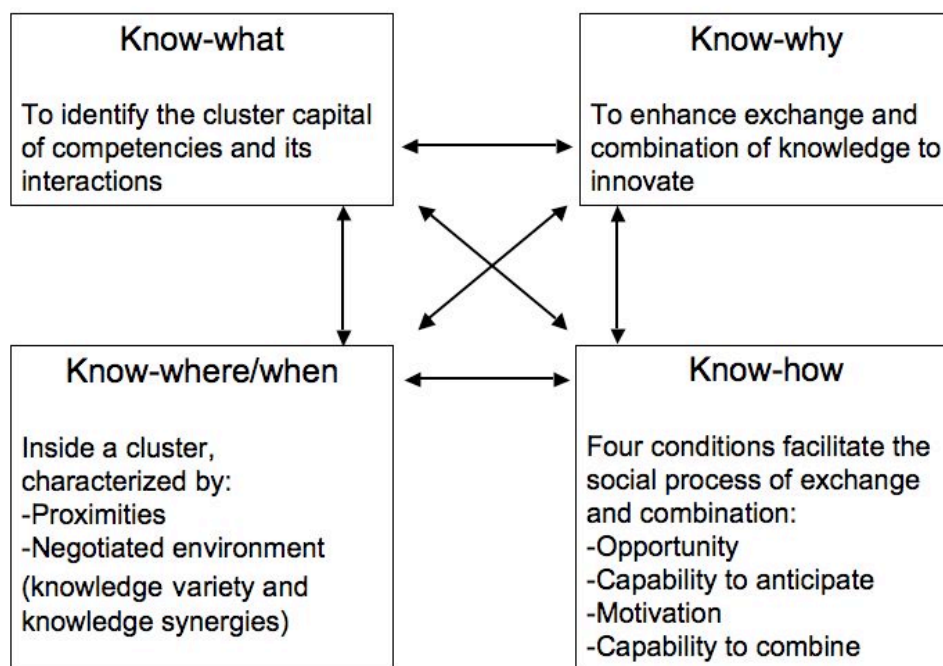 Know-what
To identify the cluster capital
of competencies and its
interactions
Know-why
To enhance exchange and
combination of knowledge to
innovate
Know-where/when
Inside a cluster,
characterized by:
-Proximities
-Negotiated environment
(knowledge variety and
knowledge synergies)
Know-how
Four conditions facilitate the
social process of exchange
and combination:
-Opportunity
-Capability to anticipate
-Motivation
-Capability to combine